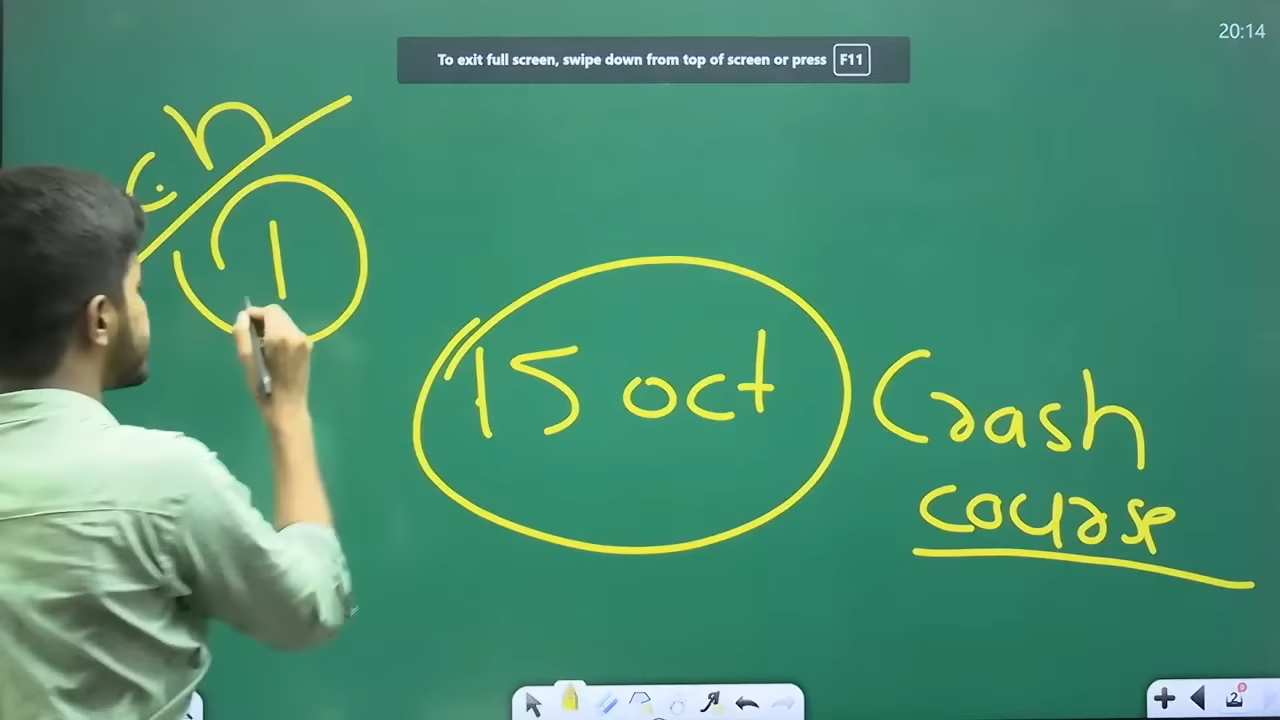 20:14
To exit full screen, swipe down from top of screen or press F11
ch
1
15 oct
Crash
course
2